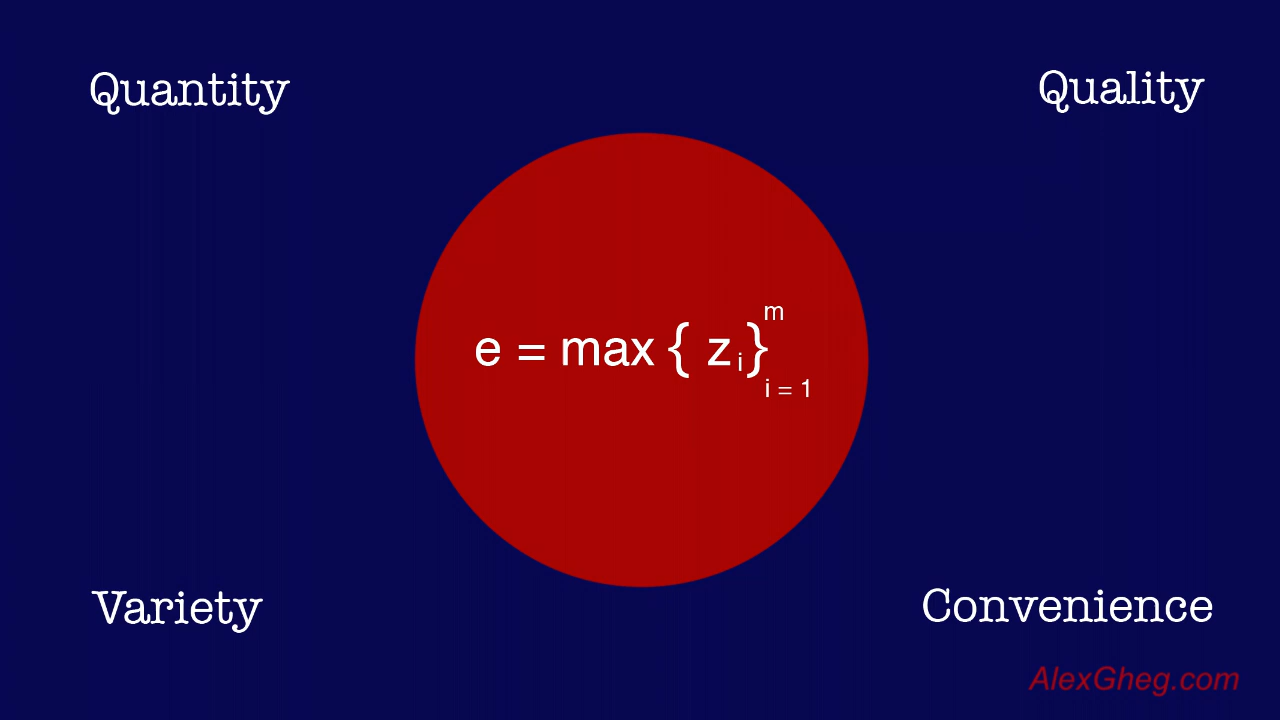 Quantity
Quality
e = max { z i } m i = 1
Variety
Convenience
AlexGheg.com